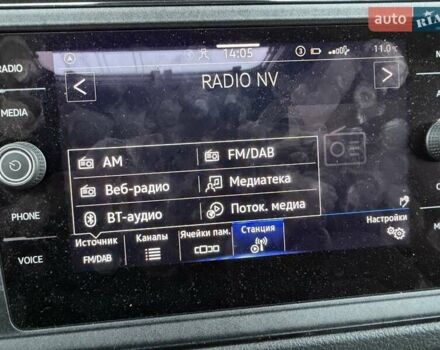 auto RIA
14:05
3
11.0°C
RADIO
MEDIA
PHONE
VOICE
RADIO NV
AM
FM/DAB
Веб-радио
Медиатека
BT-аудио
Поток. медиа
Источник
FM/DAB
Каналы
Ячейки пам.
Станция
Настройки